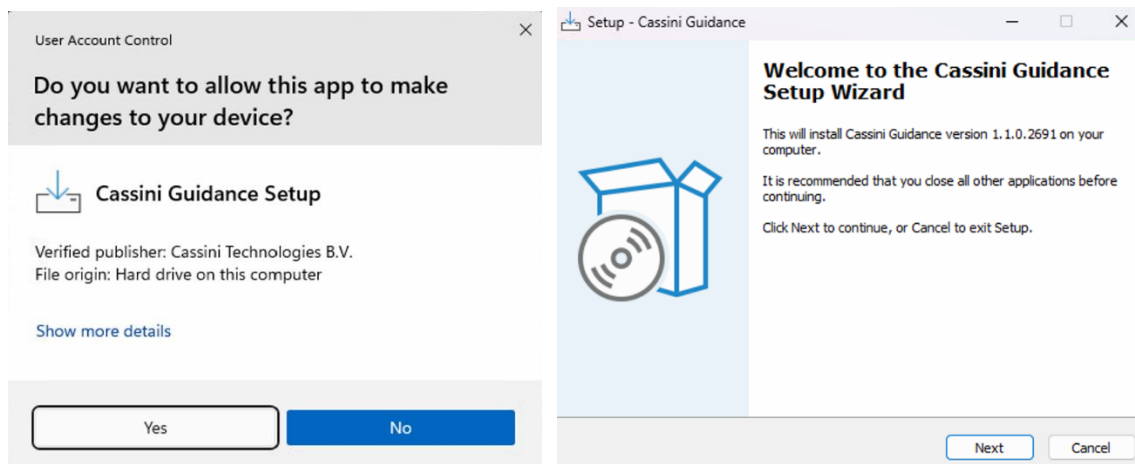 User Account Control
Do you want to allow this app to make
changes to your device?
Cassini Guidance Setup
Verified publisher: Cassini Technologies B.V.
File origin: Hard drive on this computer
Show more details
Yes
No
Setup - Cassini Guidance
Welcome to the Cassini Guidance
Setup Wizard
This will install Cassini Guidance version 1.1.0.2691 on your
computer.
It is recommended that you close all other applications before
continuing.
Click Next to continue, or Cancel to exit Setup.
Next
Cancel